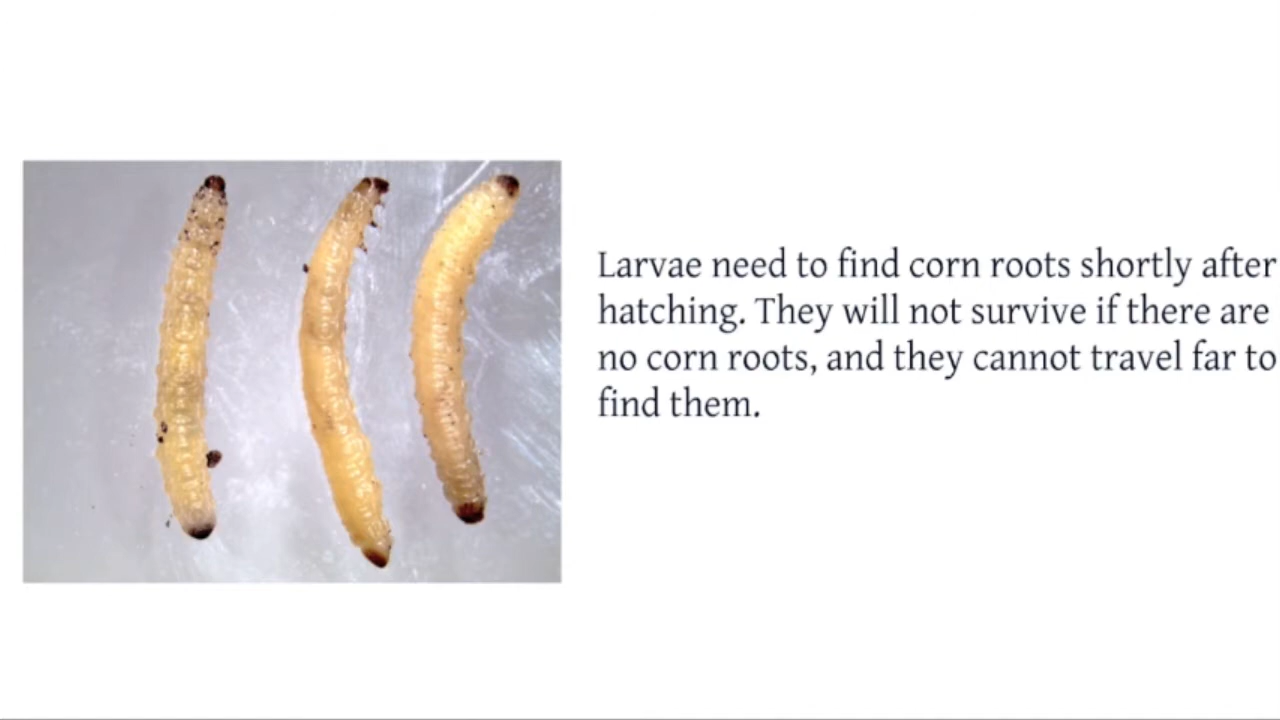 Larvae need to find corn roots shortly after
hatching. They will not survive if there are
no corn roots, and they cannot travel far to
find them.